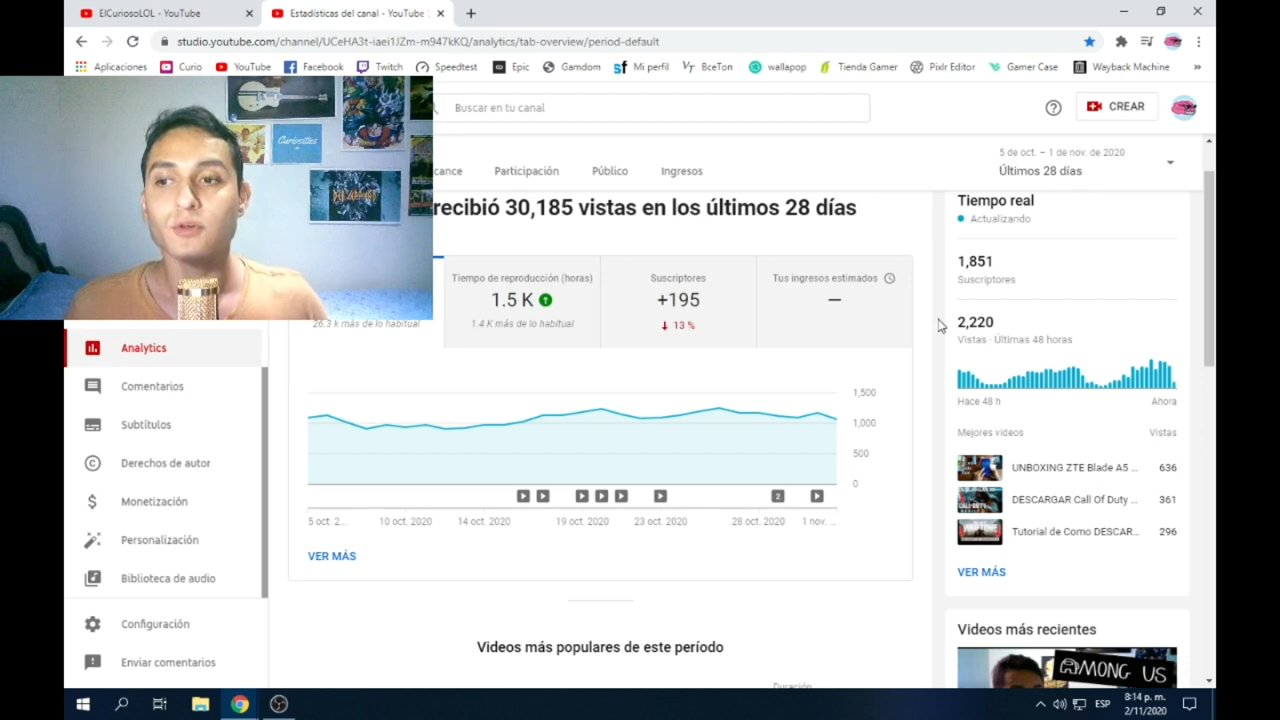 ElCuriosoLOL - YouTube
Estadísticas del canal - YouTube
studio.youtube.com/channel/UCeHA3t-iaei1JZm-m947kKQ/analytics/tab-overview/period-default
Aplicaciones Curio YouTube Facebook Twitch Speedtest Epic Gamdom Mi perfil BceTon wallapop Tienda Gamer Pixlr Editor Gamer Case Wayback Machine »
Buscar en tu canal
CREAR
Curiosittos
cance Participación Público Ingresos
5 de oct. – 1 de nov. de 2020
Últimos 28 días
recibió 30,185 vistas en los últimos 28 días
Tiempo de reproducción (horas)
1.5 K
1.4 K más de lo habitual
Suscriptores
+195
13 %
Tus ingresos estimados
—
26.3 k más de lo habitual
1,500
1,000
500
0
2
5 oct. 2... 10 oct. 2020 14 oct. 2020 19 oct. 2020 23 oct. 2020 28 oct. 2020 1 nov. ...
VER MÁS
Videos más populares de este período
Duración
Tiempo real
Actualizando
1,851
Suscriptores
2,220
Vistas · Últimas 48 horas
Hace 48 h Ahora
Mejores videos Vistas
UNBOXING ZTE Blade A5 ... 636
DESCARGAR Call Of Duty ... 361
Tutorial de Como DESCAR... 296
VER MÁS
Videos más recientes
AMONG US
Analytics
Comentarios
Subtítulos
Derechos de autor
Monetización
Personalización
Biblioteca de audio
Configuración
Enviar comentarios
ESP
8:14 p. m.
2/11/2020